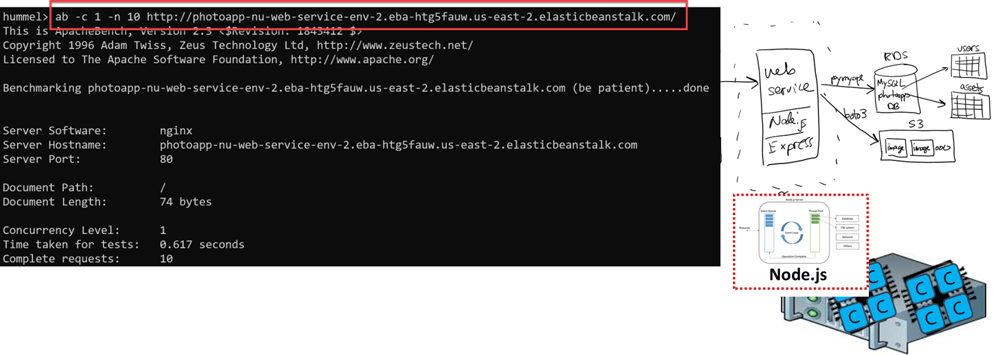 hummel> ab -c 1 -n 10 http://photoapp-nu-web-service-env-2.eba-htg5fauw.us-east-2.elasticbeanstalk.com/
This is ApacheBench, Version 2.3 <$Revision: 1843412 $>
Copyright 1996 Adam Twiss, Zeus Technology Ltd, http://www.zeustech.net/
Licensed to The Apache Software Foundation, http://www.apache.org/
Benchmarking photoapp-nu-web-service-env-2.eba-htg5fauw.us-east-2.elasticbeanstalk.com (be patient).....done
Server Software: nginx
Server Hostname: photoapp-nu-web-service-env-2.eba-htg5fauw.us-east-2.elasticbeanstalk.com
Server Port: 80
Document Path: /
Document Length: 74 bytes
Concurrency Level: 1
Time taken for tests: 0.617 seconds
Complete requests: 10
web
service
Node.js
Express
pymysql
boto3
RDS
MySQL
photoapp
DB
users
assets
S3
image image
Node.js Server
Event Queue
Thread Pool
Requests
Event Loop
Database
File system
Network
Others
Operation Complete
Node.js
C
C
C
C C
C C